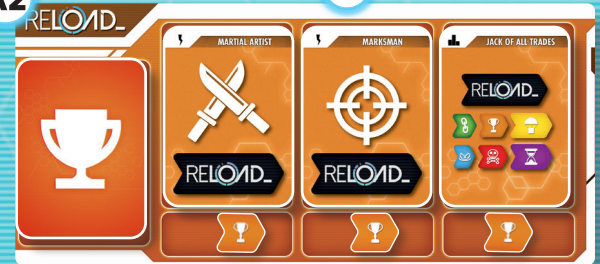 A2
RELOAD_
MARTIAL ARTIST
MARKSMAN
JACK OF ALL TRADES
RELOAD_
RELOAD_
RELOAD_